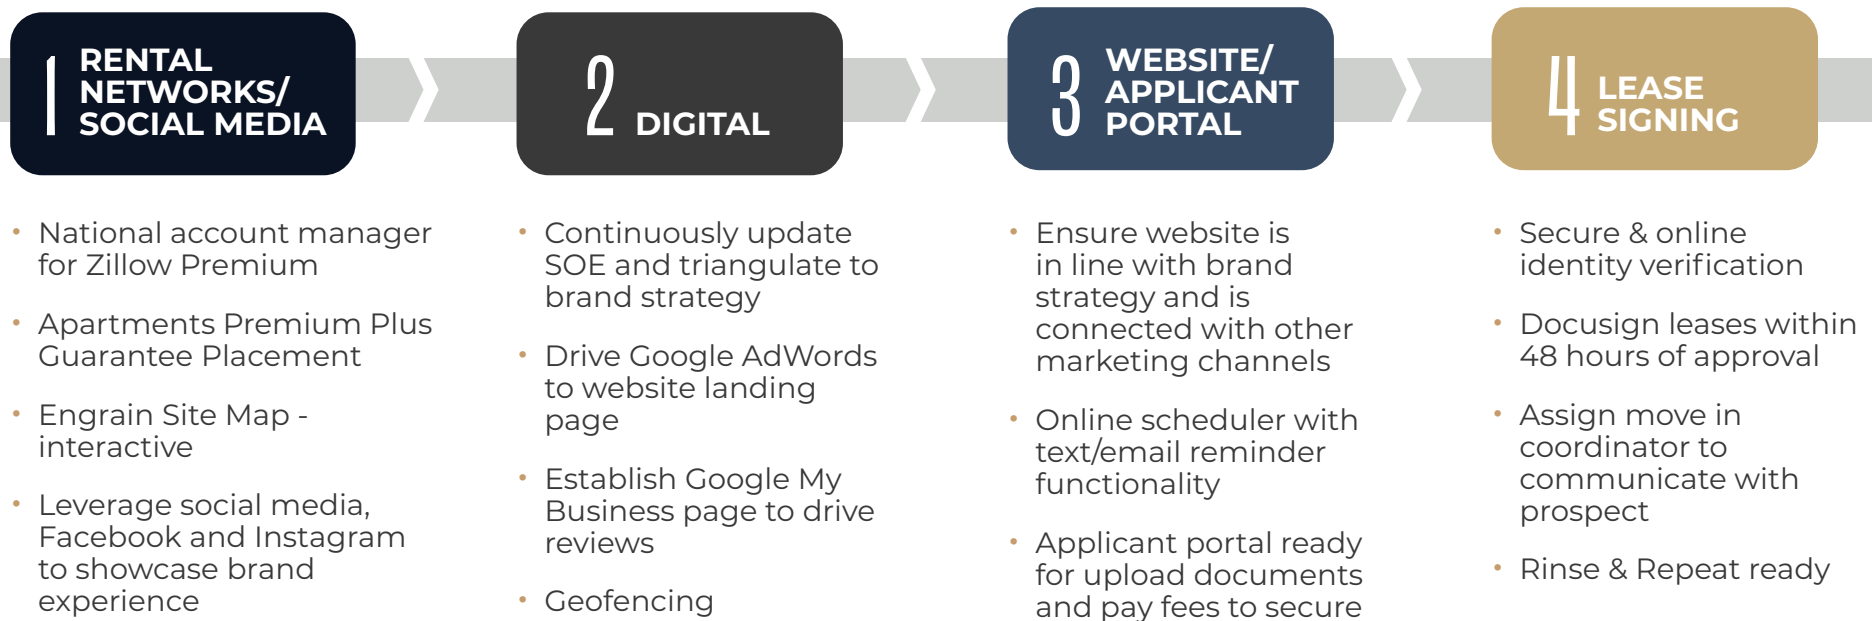 1
RENTAL
NETWORKS/
SOCIAL MEDIA
• National account manager
for Zillow Premium
• Apartments Premium Plus
Guarantee Placement
• Engrain Site Map -
interactive
• Leverage social media,
Facebook and Instagram
to showcase brand
experience
2
DIGITAL
• Continuously update
SOE and triangulate to
brand strategy
• Drive Google AdWords
to website landing
page
• Establish Google My
Business page to drive
reviews
• Geofencing
3
WEBSITE/
APPLICANT
PORTAL
• Ensure website is
in line with brand
strategy and is
connected with other
marketing channels
• Online scheduler with
text/email reminder
functionality
• Applicant portal ready
for upload documents
and pay fees to secure
4
LEASE
SIGNING
• Secure & online
identity verification
• Docusign leases within
48 hours of approval
• Assign move in
coordinator to
communicate with
prospect
• Rinse & Repeat ready